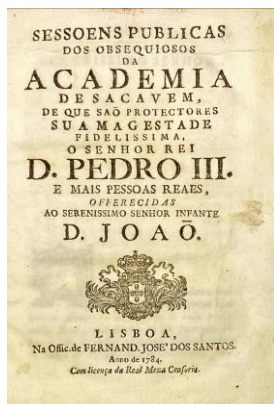 SESSOENS PUBLICAS
DOS OBSEQUIOSOS
DA
ACADEMIA
DE SACAVEM,
DE QUE SAÕ PROTECTORES
SUA MAGESTADE
FIDELISSIMA,
O SENHOR REI
D. PEDRO III.
E MAIS PESSOAS REAES,
OFFERECIDAS
AO SERENISSIMO SENHOR INFANTE
D. JOAÕ.
LISBOA,
Na Offic. de FERNAND. JOSEʼ DOS SANTOS.
Anno de 1784.
Com licença da Real Meza Censoria.